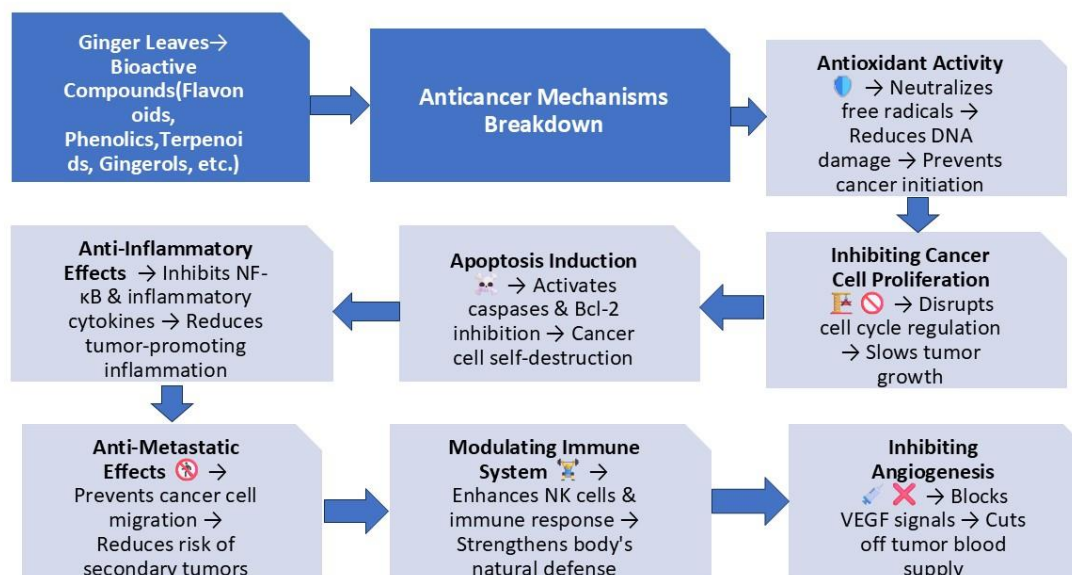 Ginger Leaves→
Bioactive
Compounds(Flavon
oids,
Phenolics,Terpenoi
ds, Gingerols, etc.)
Anticancer Mechanisms
Breakdown
Antioxidant Activity
🛡️ → Neutralizes
free radicals →
Reduces DNA
damage → Prevents
cancer initiation
Inhibiting Cancer
Cell Proliferation
🏗️ 🚫 → Disrupts
cell cycle regulation
→ Slows tumor
growth
Apoptosis Induction
☠️ → Activates
caspases & Bcl-2
inhibition → Cancer
cell self-destruction
Anti-Inflammatory
Effects → Inhibits NF-
κB & inflammatory
cytokines → Reduces
tumor-promoting
inflammation
Anti-Metastatic
Effects 🚷 →
Prevents cancer cell
migration →
Reduces risk of
secondary tumors
Modulating Immune
System 🏋️ →
Enhances NK cells &
immune response →
Strengthens body's
natural defense
Inhibiting
Angiogenesis
💉 ❌ → Blocks
VEGF signals → Cuts
off tumor blood
supply